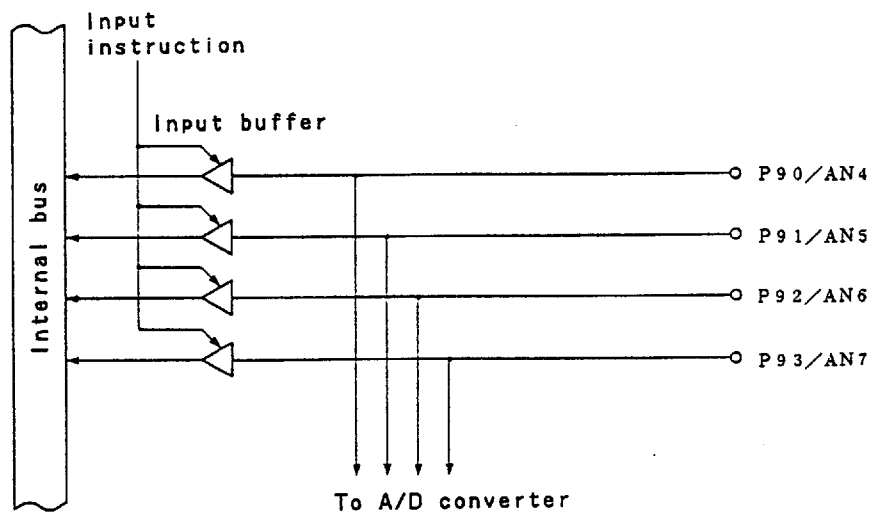 Input
instruction
Input buffer
P90/AN4
P91/AN5
P92/AN6
P93/AN7
Internal bus
To A/D converter